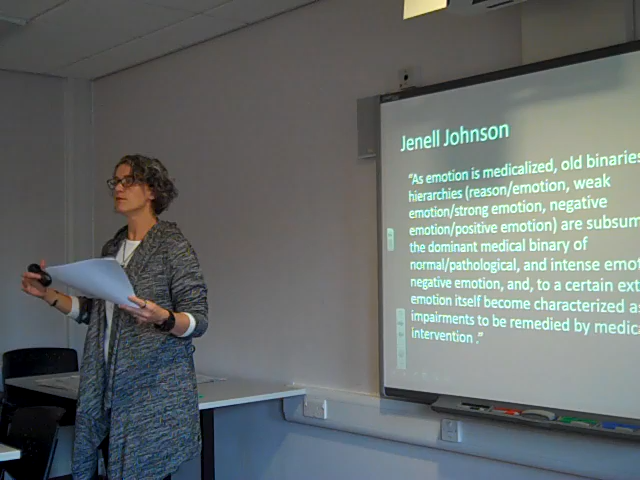 Jenell Johnson
“As emotion is medicalized, old binaries
hierarchies (reason/emotion, weak
emotion/strong emotion, negative
emotion/positive emotion) are subsum
the dominant medical binary of
normal/pathological, and intense emot
negative emotion, and, to a certain ext
emotion itself become characterized as
impairments to be remedied by medic
intervention .”